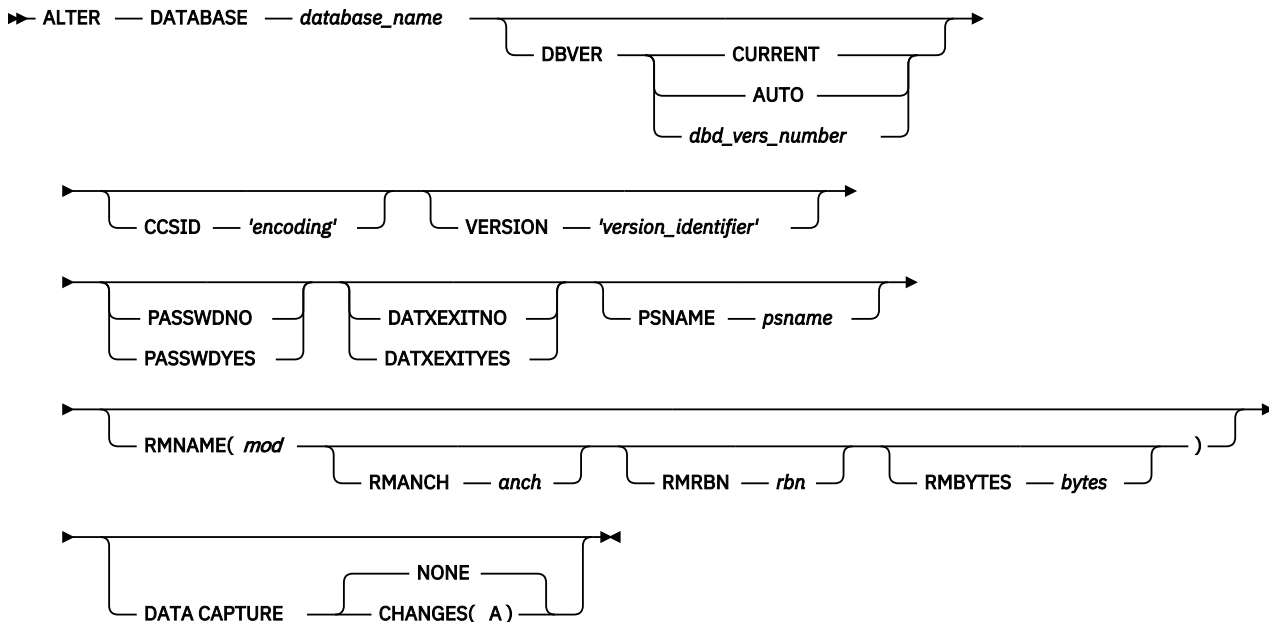 ALTER DATABASE database_name
DBVER CURRENT
AUTO
dbd_vers_number
CCSID 'encoding' VERSION 'version_identifier'
PASSWDNO DATXEXITNO PSNAME psname
PASSWDYES DATXEXITYES
RMNAME( mod )
RMANCH anch RMRBN rbn RMBYTES bytes
NONE
DATA CAPTURE CHANGES( A )